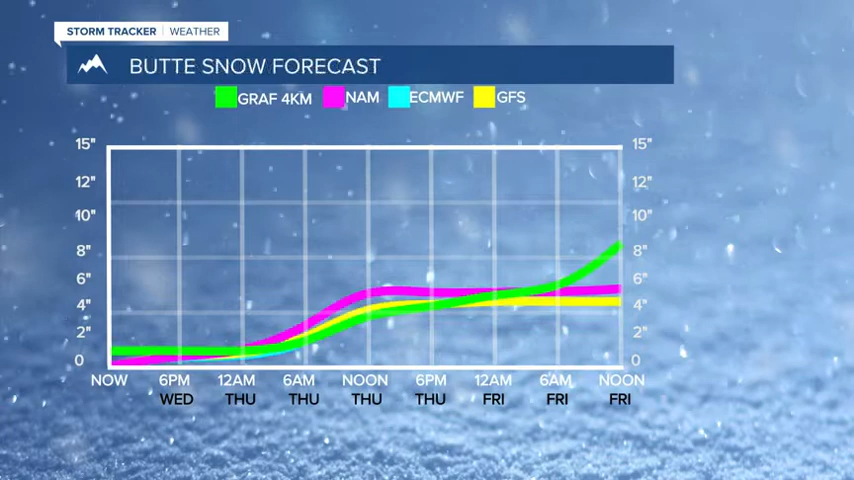 STORM TRACKER | WEATHER
BUTTE SNOW FORECAST
GRAF 4KM NAM ECMWF GFS
15" 15"
12" 12"
10" 10"
8" 8"
6" 6"
4" 4"
2" 2"
0 0
NOW 6PM 12AM 6AM NOON 6PM 12AM 6AM NOON
WED THU THU THU THU FRI FRI FRI